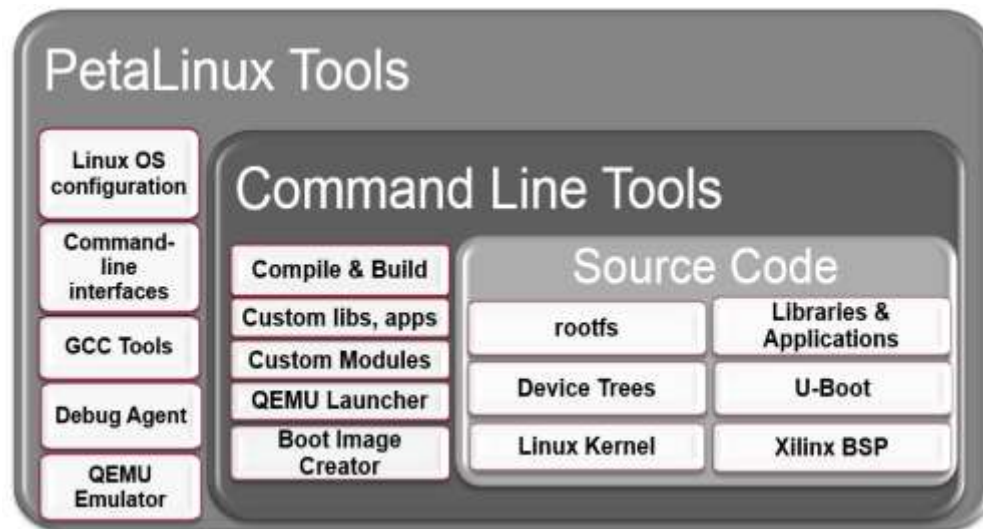 PetaLinux Tools
Linux OS
configuration
Command-
line
interfaces
GCC Tools
Debug Agent
QEMU
Emulator
Command Line Tools
Compile & Build
Custom libs, apps
Custom Modules
QEMU Launcher
Boot Image
Creator
Source Code
rootfs
Libraries &
Applications
Device Trees
U-Boot
Linux Kernel
Xilinx BSP